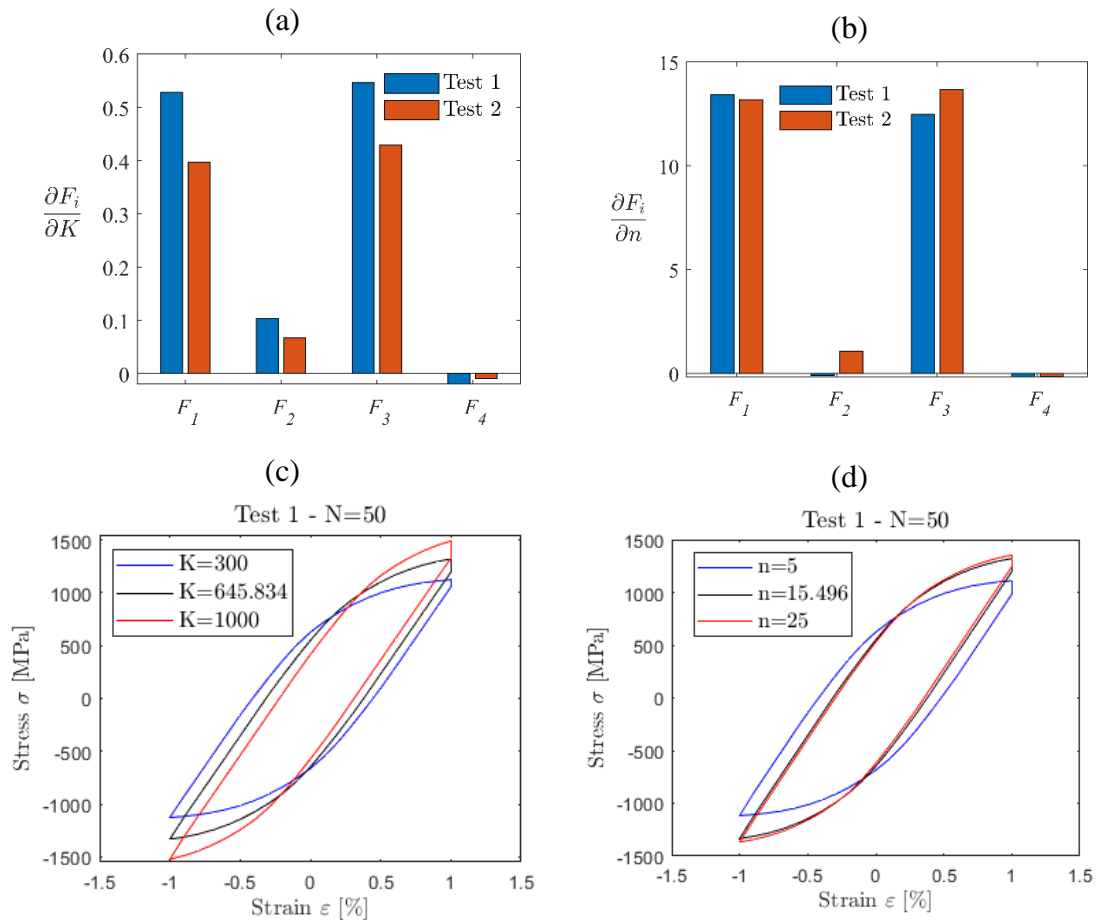 (a)
0.6
0.5
0.4
0.3
0.2
0.1
0
∂F_i
∂K
Test 1
Test 2
F_1 F_2 F_3 F_4
(b)
15
10
5
0
∂F_i
∂n
Test 1
Test 2
F_1 F_2 F_3 F_4
(c)
Test 1 - N=50
1500
1000
500
0
-500
-1000
-1500
Stress σ [MPa]
K=300
K=645.834
K=1000
-1.5 -1 -0.5 0 0.5 1 1.5
Strain ε [%]
(d)
Test 1 - N=50
1500
1000
500
0
-500
-1000
-1500
Stress σ [MPa]
n=5
n=15.496
n=25
-1.5 -1 -0.5 0 0.5 1 1.5
Strain ε [%]